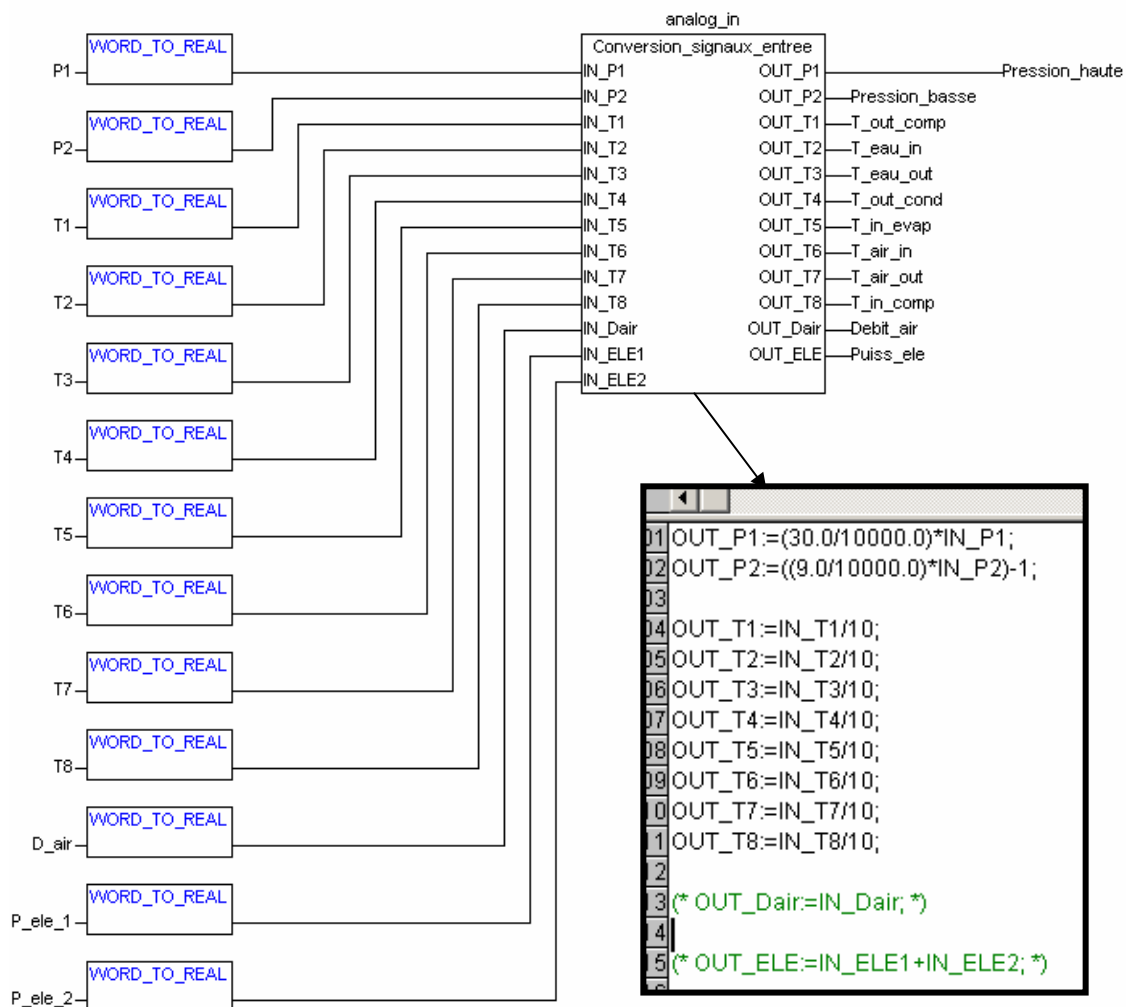 analog_in
WORD_TO_REAL
P1
WORD_TO_REAL
P2
WORD_TO_REAL
T1
WORD_TO_REAL
T2
WORD_TO_REAL
T3
WORD_TO_REAL
T4
WORD_TO_REAL
T5
WORD_TO_REAL
T6
WORD_TO_REAL
T7
WORD_TO_REAL
T8
WORD_TO_REAL
D_air
WORD_TO_REAL
P_ele_1
WORD_TO_REAL
P_ele_2
Conversion_signaux_entree
IN_P1 OUT_P1 Pression_haute
IN_P2 OUT_P2 Pression_basse
IN_T1 OUT_T1 T_out_comp
IN_T2 OUT_T2 T_eau_in
IN_T3 OUT_T3 T_eau_out
IN_T4 OUT_T4 T_out_cond
IN_T5 OUT_T5 T_in_evap
IN_T6 OUT_T6 T_air_in
IN_T7 OUT_T7 T_air_out
IN_T8 OUT_T8 T_in_comp
IN_Dair OUT_Dair Debit_air
IN_ELE1 OUT_ELE Puiss_ele
IN_ELE2
01 OUT_P1:=(30.0/10000.0)*IN_P1;
02 OUT_P2:=((9.0/10000.0)*IN_P2)-1;
03
04 OUT_T1:=IN_T1/10;
05 OUT_T2:=IN_T2/10;
06 OUT_T3:=IN_T3/10;
07 OUT_T4:=IN_T4/10;
08 OUT_T5:=IN_T5/10;
09 OUT_T6:=IN_T6/10;
10 OUT_T7:=IN_T7/10;
11 OUT_T8:=IN_T8/10;
12
13 (* OUT_Dair:=IN_Dair; *)
14
15 (* OUT_ELE:=IN_ELE1+IN_ELE2; *)